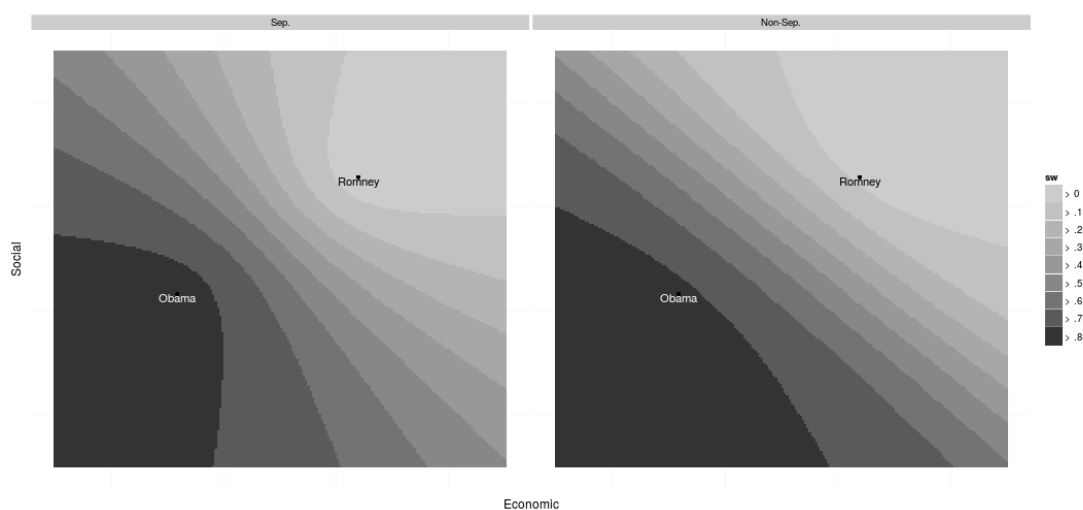 Sep.
Non-Sep.
Social
Romney
Obama
Romney
Obama
Economic
sw
> 0
> .1
> .2
> .3
> .4
> .5
> .6
> .7
> .8